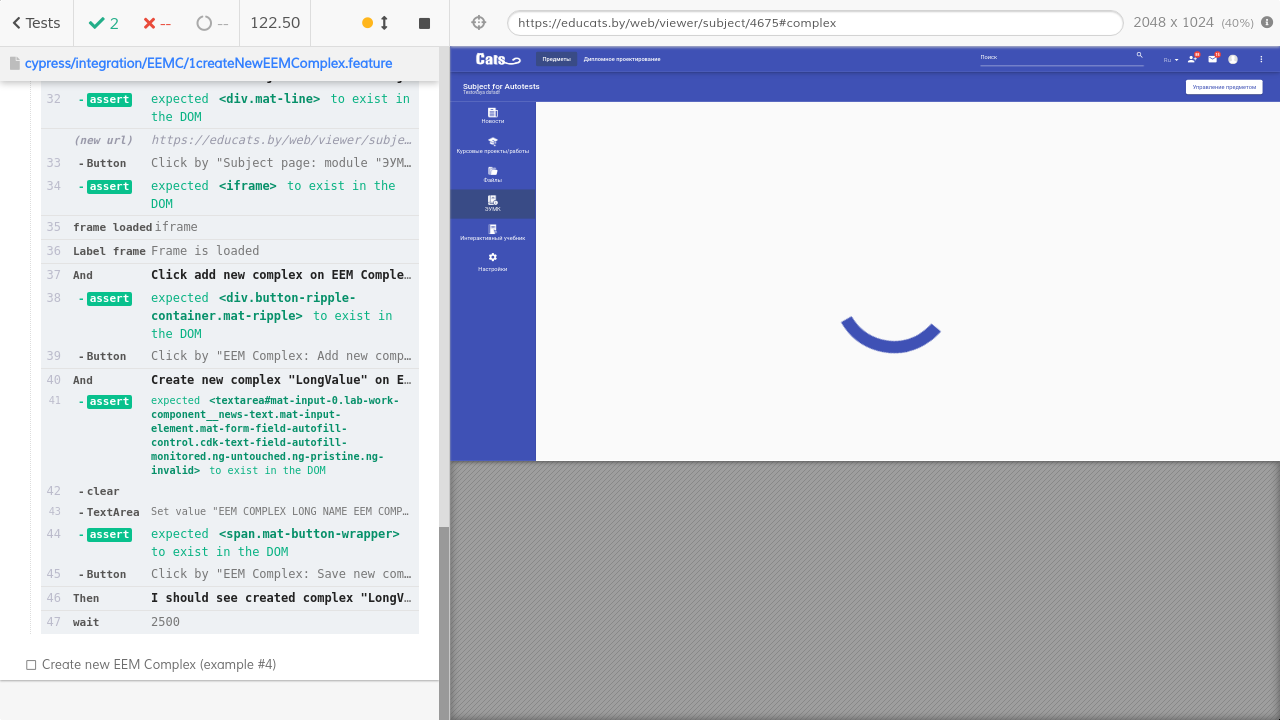 Tests
2
--
--
122.50
https://educats.by/web/viewer/subject/4675#complex
2048 x 1024 (40%)
cypress/integration/EEMC/1createNewEEMComplex.feature
32 - assert expected <div.mat-line> to exist in
the DOM
(new url) https://educats.by/web/viewer/subje…
33 - Button Click by "Subject page: module "ЭУМ…
34 - assert expected <iframe> to exist in the
DOM
35 frame loaded iframe
36 Label frame Frame is loaded
37 And Click add new complex on EEM Comple…
38 - assert expected <div.button-ripple-
container.mat-ripple> to exist in
the DOM
39 - Button Click by "EEM Complex: Add new comp…
40 And Create new complex "LongValue" on E…
41 - assert expected <textarea#mat-input-0.lab-work-
component__news-text.mat-input-
element.mat-form-field-autofill-
control.cdk-text-field-autofill-
monitored.ng-untouched.ng-pristine.ng-
invalid> to exist in the DOM
42 - clear
43 - TextArea Set value "EEM COMPLEX LONG NAME EEM COMP…
44 - assert expected <span.mat-button-wrapper>
to exist in the DOM
45 - Button Click by "EEM Complex: Save new com…
46 Then I should see created complex "LongV…
47 wait 2500
Create new EEM Complex (example #4)
Cats
Предметы
Дипломное проектирование
Поиск
Ru
Subject for Autotests
Управление предметом
Новости
Курсовые проекты/работы
Файлы
ЭУМК
Интерактивный учебник
Настройки